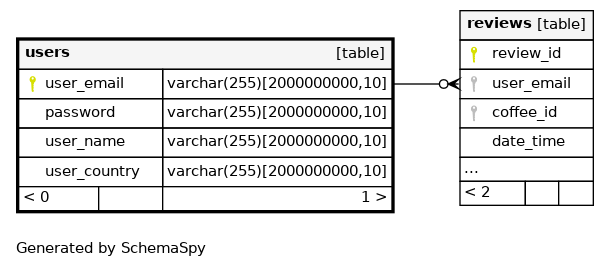 users [table]
user_email varchar(255)[2000000000,10]
password varchar(255)[2000000000,10]
user_name varchar(255)[2000000000,10]
user_country varchar(255)[2000000000,10]
< 0 1 >
reviews [table]
review_id
user_email
coffee_id
date_time
...
< 2
Generated by SchemaSpy